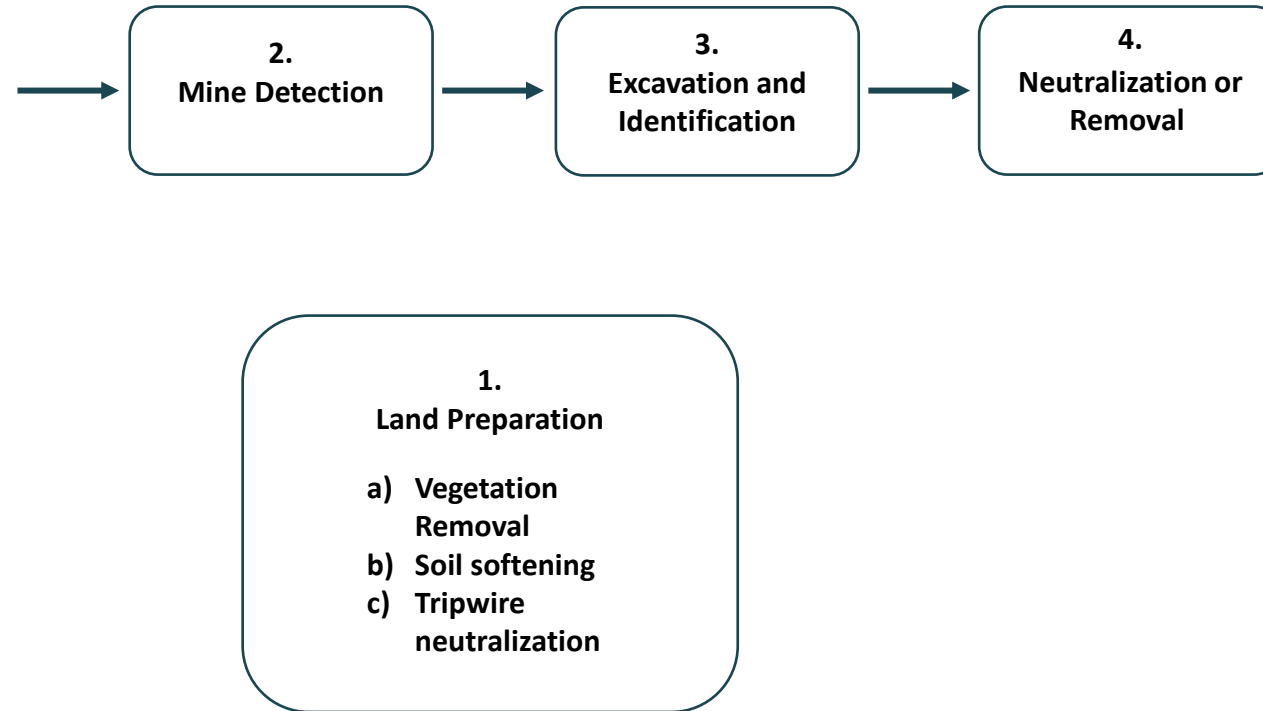 2.
Mine Detection
3.
Excavation and
Identification
4.
Neutralization or
Removal
1.
Land Preparation
a) Vegetation
Removal
b) Soil softening
c) Tripwire
neutralization